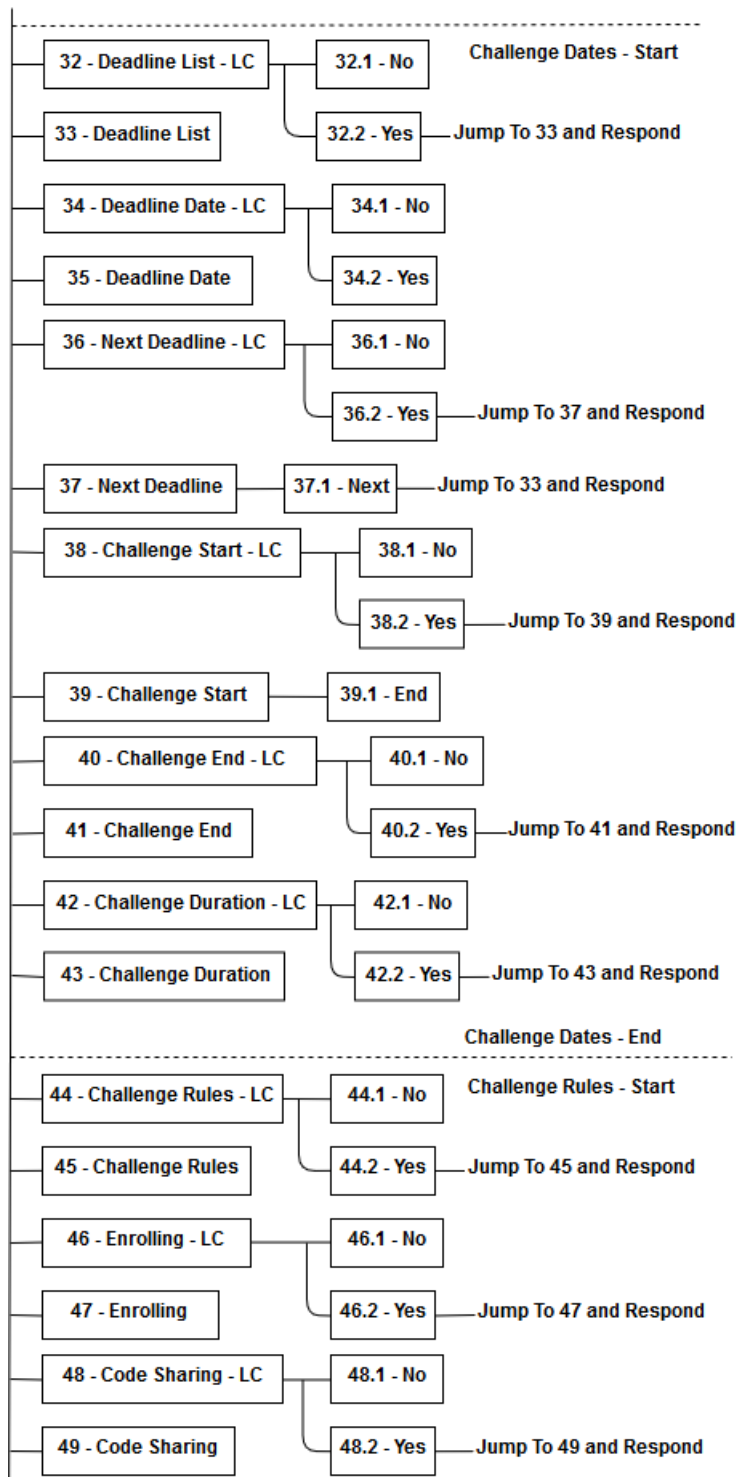 Challenge Dates - Start
32 - Deadline List - LC
32.1 - No
33 - Deadline List
32.2 - Yes
Jump To 33 and Respond
34 - Deadline Date - LC
34.1 - No
35 - Deadline Date
34.2 - Yes
36 - Next Deadline - LC
36.1 - No
36.2 - Yes
Jump To 37 and Respond
37 - Next Deadline
37.1 - Next
Jump To 33 and Respond
38 - Challenge Start - LC
38.1 - No
38.2 - Yes
Jump To 39 and Respond
39 - Challenge Start
39.1 - End
40 - Challenge End - LC
40.1 - No
41 - Challenge End
40.2 - Yes
Jump To 41 and Respond
42 - Challenge Duration - LC
42.1 - No
43 - Challenge Duration
42.2 - Yes
Jump To 43 and Respond
Challenge Dates - End
Challenge Rules - Start
44 - Challenge Rules - LC
44.1 - No
45 - Challenge Rules
44.2 - Yes
Jump To 45 and Respond
46 - Enrolling - LC
46.1 - No
47 - Enrolling
46.2 - Yes
Jump To 47 and Respond
48 - Code Sharing - LC
48.1 - No
49 - Code Sharing
48.2 - Yes
Jump To 49 and Respond